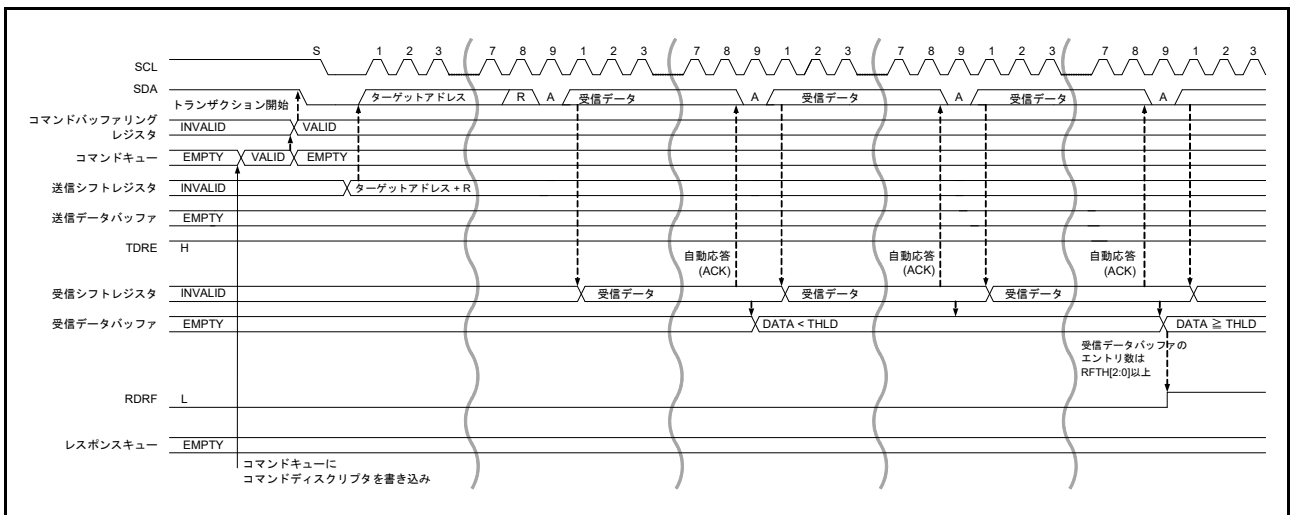 S 1 2 3 7 8 9 1 2 3 7 8 9 1 2 3 7 8 9 1 2 3 7 8 9 1 2 3
SCL
SDA ターゲットアドレス R A 受信データ A 受信データ A 受信データ A
トランザクション開始
コマンドバッファリング
レジスタ INVALID VALID
コマンドキュー EMPTY VALID EMPTY
送信シフトレジスタ INVALID ターゲットアドレス + R
送信データバッファ EMPTY
TDRE H
自動応答 自動応答 自動応答
(ACK) (ACK) (ACK)
受信シフトレジスタ INVALID 受信データ 受信データ 受信データ
受信データバッファ EMPTY DATA < THLD DATA ≧ THLD
受信データバッファの
エントリ数は
RFTH[2:0]以上
RDRF L
レスポンスキュー EMPTY
コマンドキューに
コマンドディスクリプタを書き込み